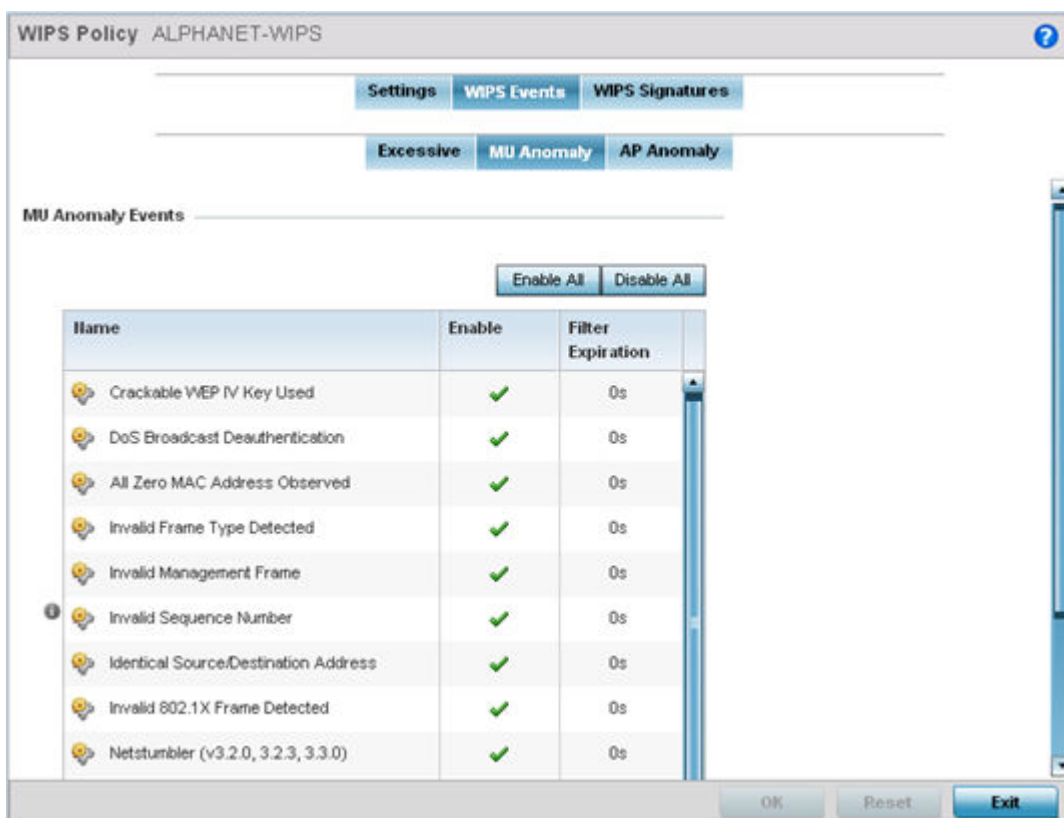 WIPS Policy ALPHANET-WIPS ?
Settings WIPS Events WIPS Signatures
Excessive MU Anomaly AP Anomaly
MU Anomaly Events
Enable All Disable All
Name Enable Filter Expiration
Crackable WEP IV Key Used 0s
DoS Broadcast Deauthentication 0s
All Zero MAC Address Observed 0s
Invalid Frame Type Detected 0s
Invalid Management Frame 0s
Invalid Sequence Number 0s
Identical Source/Destination Address 0s
Invalid 802.1X Frame Detected 0s
Netstumbler (v3.2.0, 3.2.3, 3.3.0) 0s
OK Reset Exit